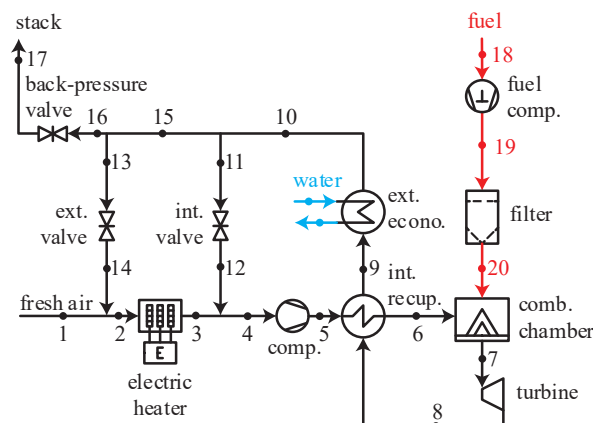 stack
17
back-pressure
valve
16
15
10
fuel
18
fuel
comp.
19
13
11
water
ext.
econo.
filter
ext.
valve
int.
valve
14
12
9
int.
recup.
20
fresh air
1
2
3
4
5
6
comb.
chamber
E
comp.
7
electric
heater
turbine
8